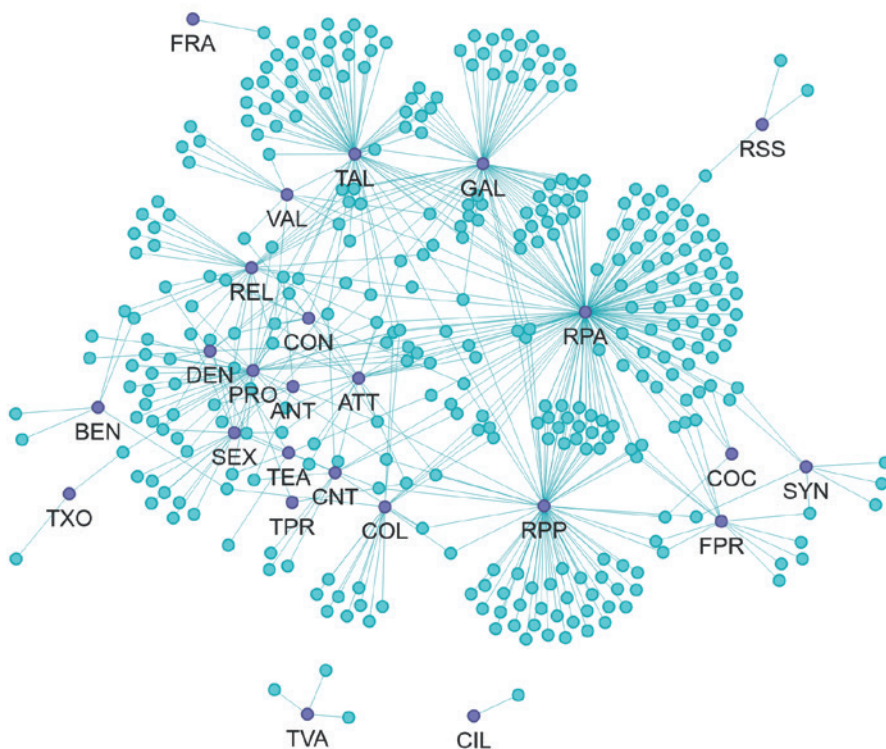 FRA
TAL
GAL
RSS
VAL
REL
RPA
CON
DEN
PRO
ANT
ATT
BEN
SEX
TEA
COC
SYN
TXO
CNT
TPR
COL
RPP
FPR
TVA
CIL